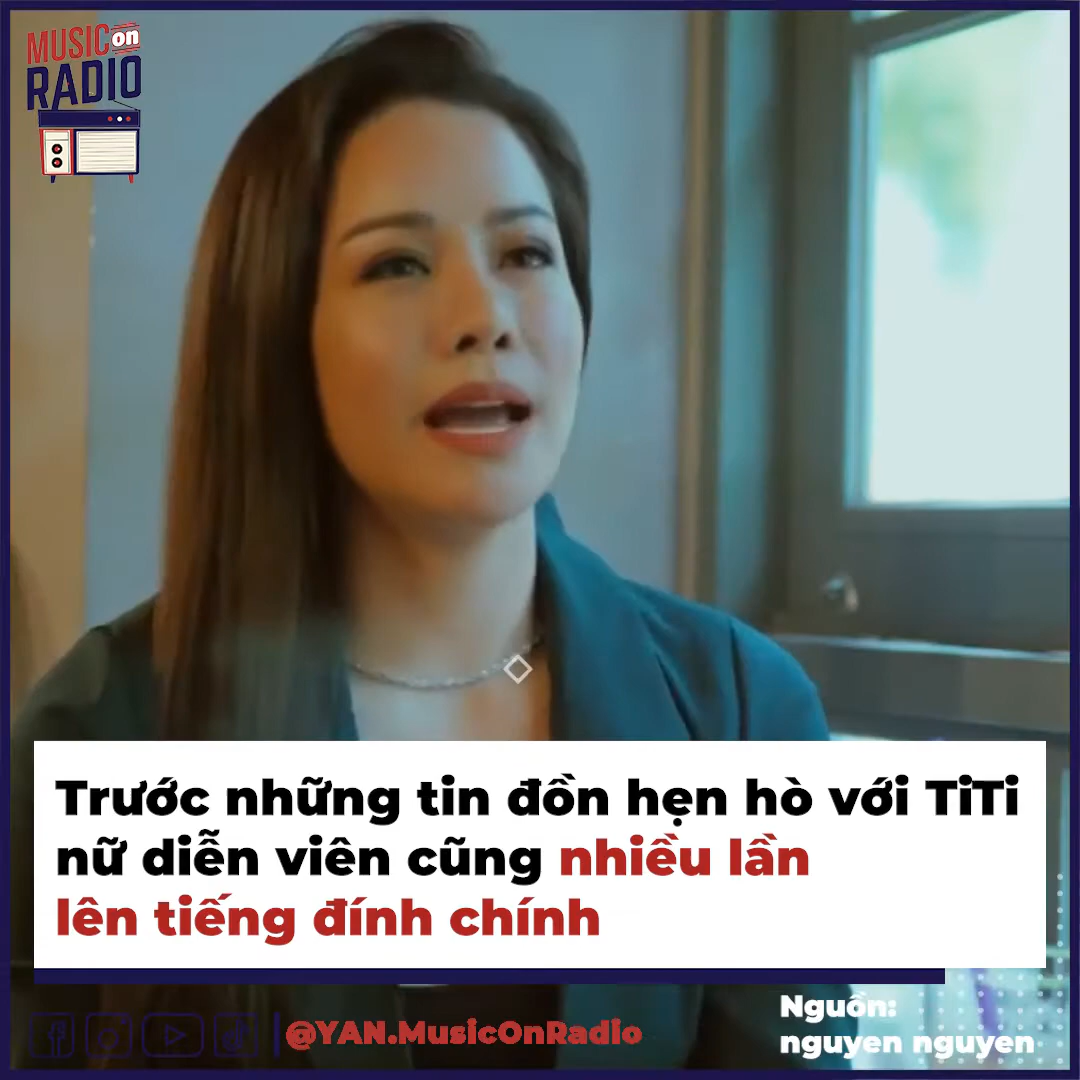 MUSIC on
RADIO
Trước những tin đồn hẹn hò với TiTi
nữ diễn viên cũng nhiều lần
lên tiếng đính chính
@YAN.MusicOnRadio
Nguồn:
nguyen nguyen